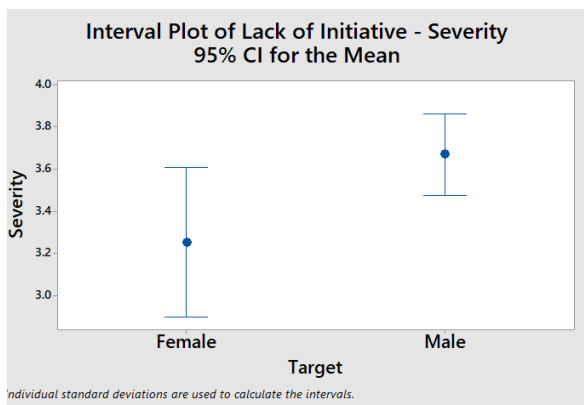 Interval Plot of Lack of Initiative - Severity
95% CI for the Mean
4.0
3.8
3.6
3.4
3.2
3.0
Severity
Female Male
Target
Individual standard deviations are used to calculate the intervals.